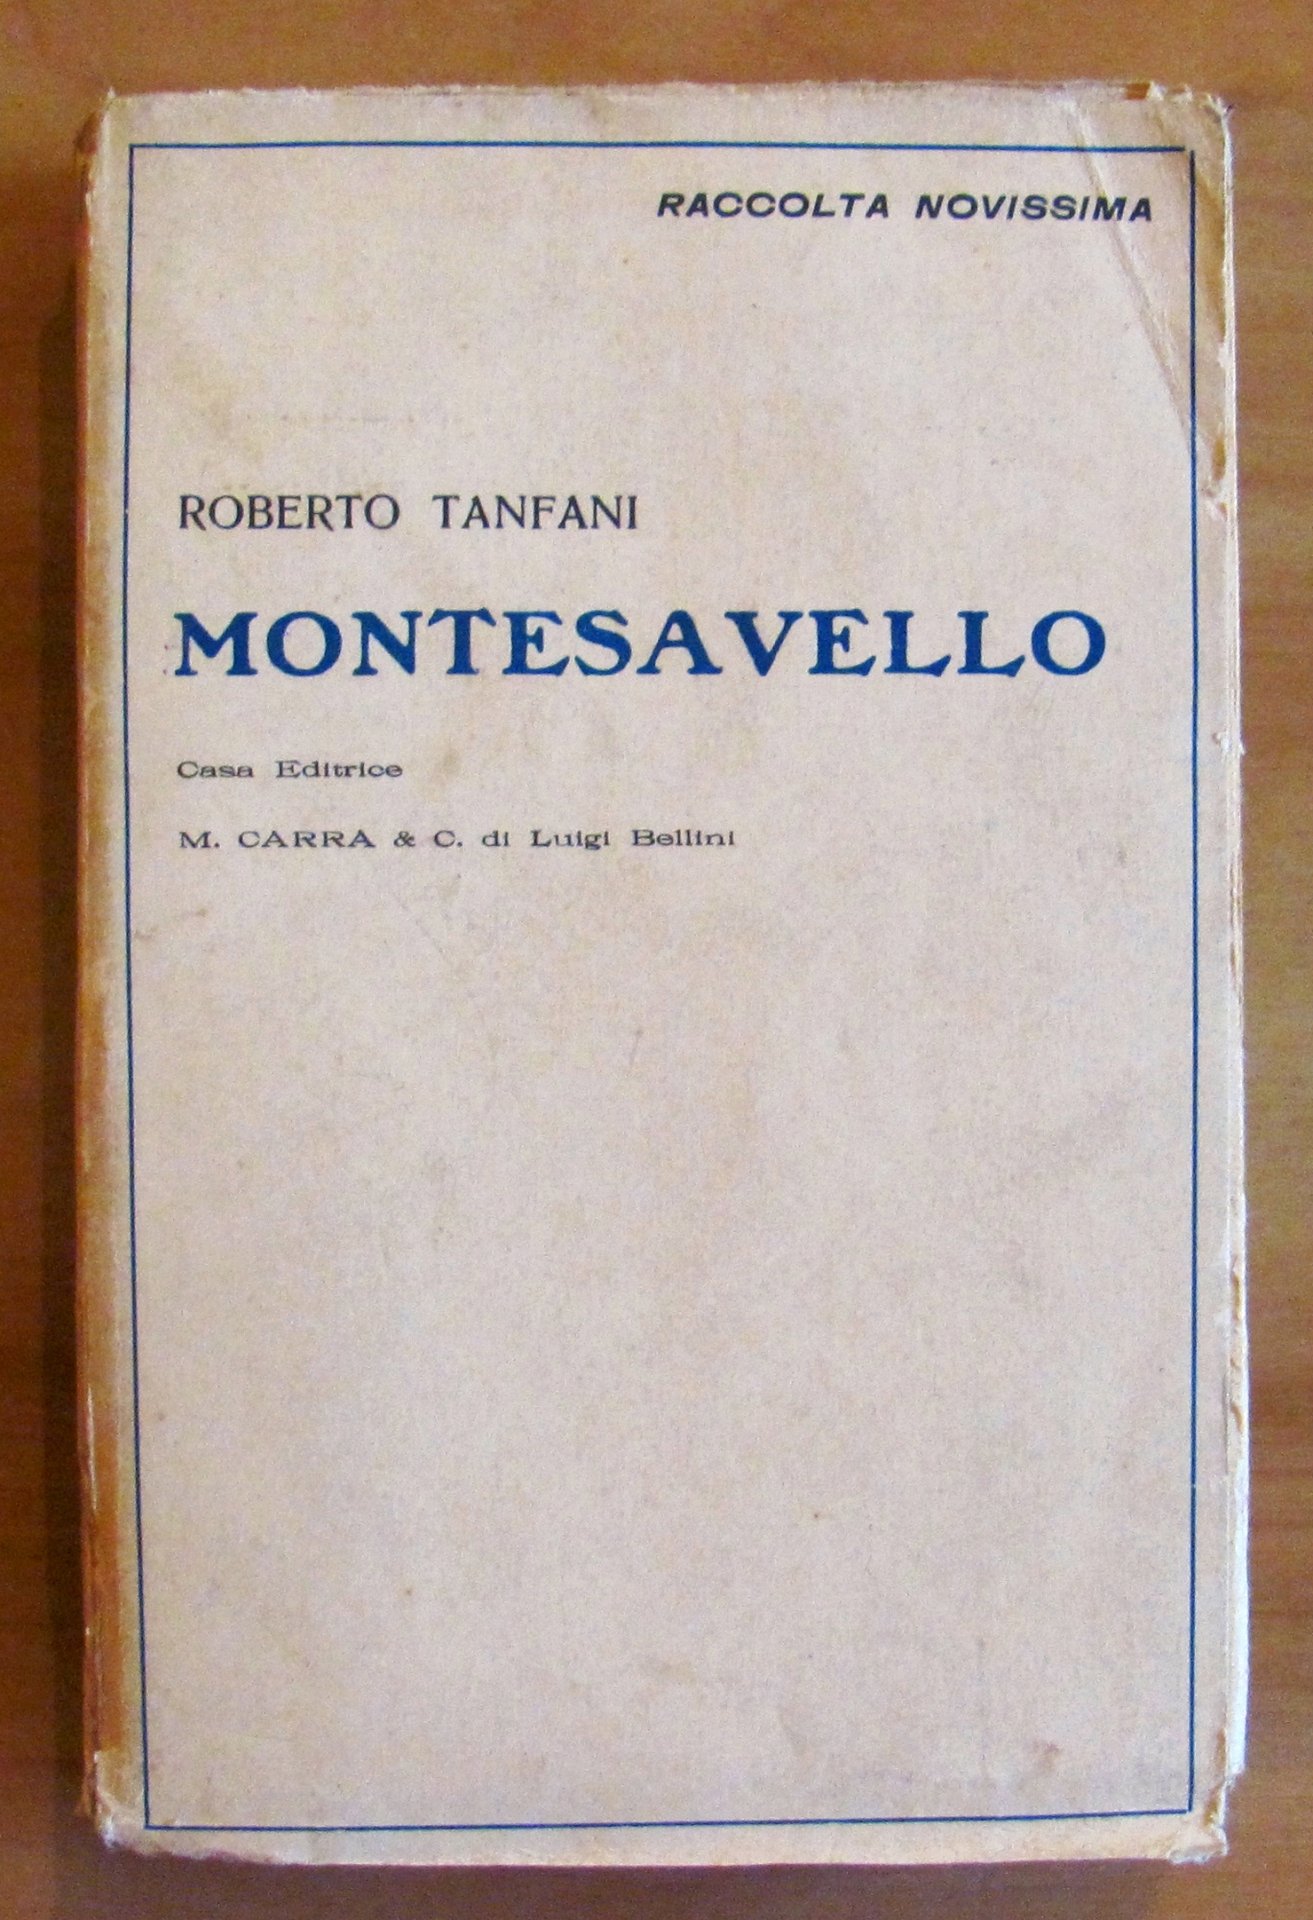 RACCOLTA NOVISSIMA
ROBERTO TANFANI
MONTESAVELLO
Casa Editrice
M. CARRA & C. di Luigi Bellini